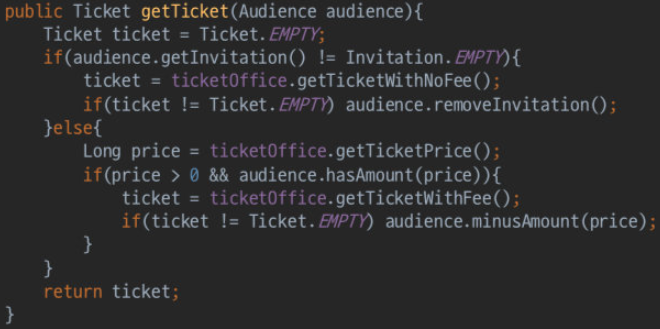 public Ticket getTicket(Audience audience){
    Ticket ticket = Ticket.EMPTY;
    if(audience.getInvitation() != Invitation.EMPTY){
        ticket = ticketOffice.getTicketWithNoFee();
        if(ticket != Ticket.EMPTY) audience.removeInvitation();
    }else{
        Long price = ticketOffice.getTicketPrice();
        if(price > 0 && audience.hasAmount(price)){
            ticket = ticketOffice.getTicketWithFee();
            if(ticket != Ticket.EMPTY) audience.minusAmount(price);
        }
    }
    return ticket;
}